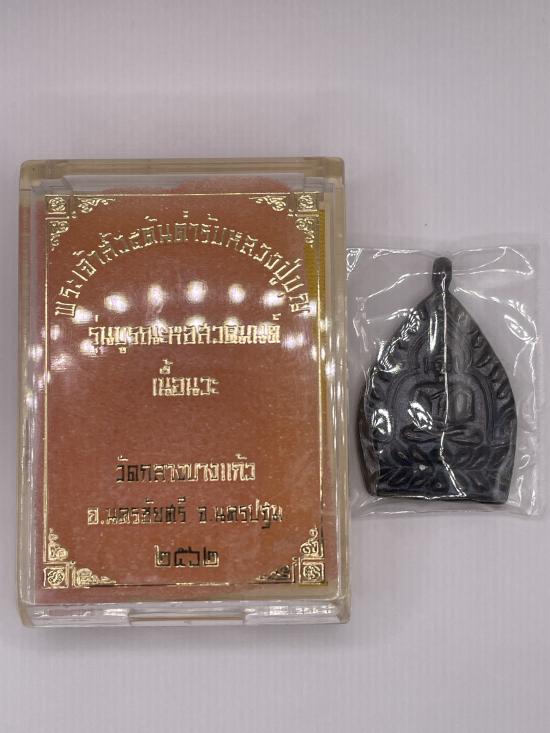 พระเจ้าสัว๔ต้นตำรับหลวงปู่บุญ
รุ่นบูรณะหอสวดมนต์
เนื้อนวะ
วัดกลางบางแก้ว
อ.นครชัยศรี จ.นครปฐม
๒๕๖๒